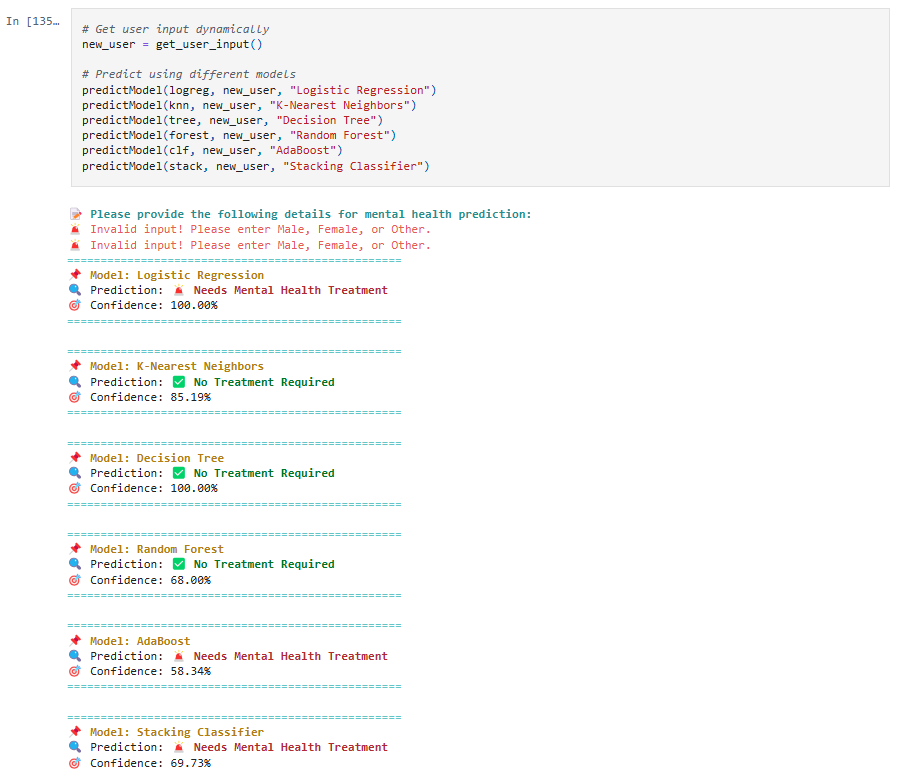 In [135…
# Get user input dynamically
new_user = get_user_input()
# Predict using different models
predictModel(logreg, new_user, "Logistic Regression")
predictModel(knn, new_user, "K-Nearest Neighbors")
predictModel(tree, new_user, "Decision Tree")
predictModel(forest, new_user, "Random Forest")
predictModel(clf, new_user, "AdaBoost")
predictModel(stack, new_user, "Stacking Classifier")
📝 Please provide the following details for mental health prediction:
🚨 Invalid input! Please enter Male, Female, or Other.
🚨 Invalid input! Please enter Male, Female, or Other.
==================================================
📌 Model: Logistic Regression
🔍 Prediction: 🚨 Needs Mental Health Treatment
🎯 Confidence: 100.00%
==================================================
==================================================
📌 Model: K-Nearest Neighbors
🔍 Prediction: ✅ No Treatment Required
🎯 Confidence: 85.19%
==================================================
==================================================
📌 Model: Decision Tree
🔍 Prediction: ✅ No Treatment Required
🎯 Confidence: 100.00%
==================================================
==================================================
📌 Model: Random Forest
🔍 Prediction: ✅ No Treatment Required
🎯 Confidence: 68.00%
==================================================
==================================================
📌 Model: AdaBoost
🔍 Prediction: 🚨 Needs Mental Health Treatment
🎯 Confidence: 58.34%
==================================================
==================================================
📌 Model: Stacking Classifier
🔍 Prediction: 🚨 Needs Mental Health Treatment
🎯 Confidence: 69.73%